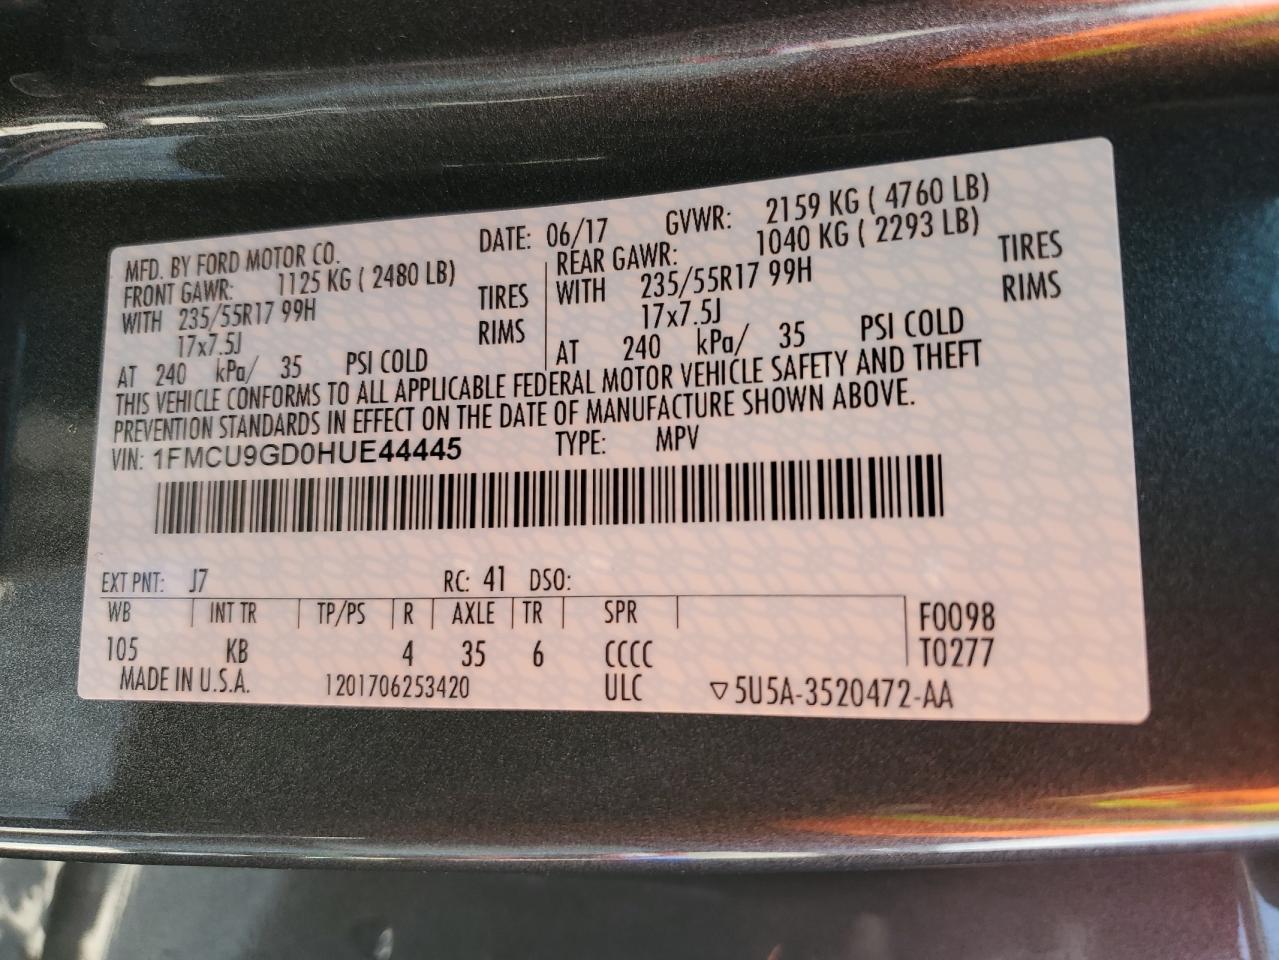 MFD. BY FORD MOTOR CO. DATE: 06/17 GVWR: 2159 KG ( 4760 LB)
FRONT GAWR: 1125 KG ( 2480 LB) REAR GAWR: 1040 KG ( 2293 LB)
WITH 235/55R17 99H TIRES WITH 235/55R17 99H TIRES
17x7.5J RIMS 17x7.5J RIMS
AT 240 kPa/ 35 PSI COLD AT 240 kPa/ 35 PSI COLD
THIS VEHICLE CONFORMS TO ALL APPLICABLE FEDERAL MOTOR VEHICLE SAFETY AND THEFT
PREVENTION STANDARDS IN EFFECT ON THE DATE OF MANUFACTURE SHOWN ABOVE.
VIN: 1FMCU9GD0HUE44445 TYPE: MPV
EXT PNT: J7 RC: 41 DSO:
WB INT TR TP/PS R AXLE TR SPR F0098
105 KB 4 35 6 CCCC T0277
MADE IN U.S.A. 1201706253420 ULC ▽5U5A-3520472-AA